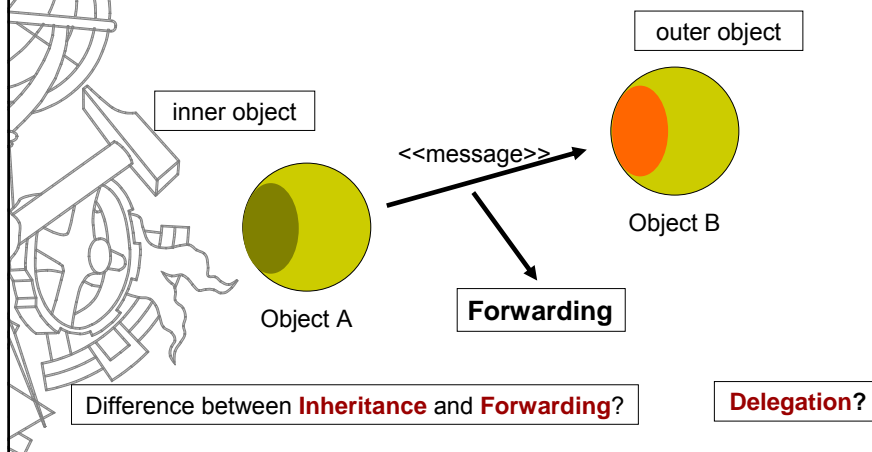 outer object
inner object
<<message>>
Object B
Forwarding
Object A
Difference between Inheritance and Forwarding?
Delegation?